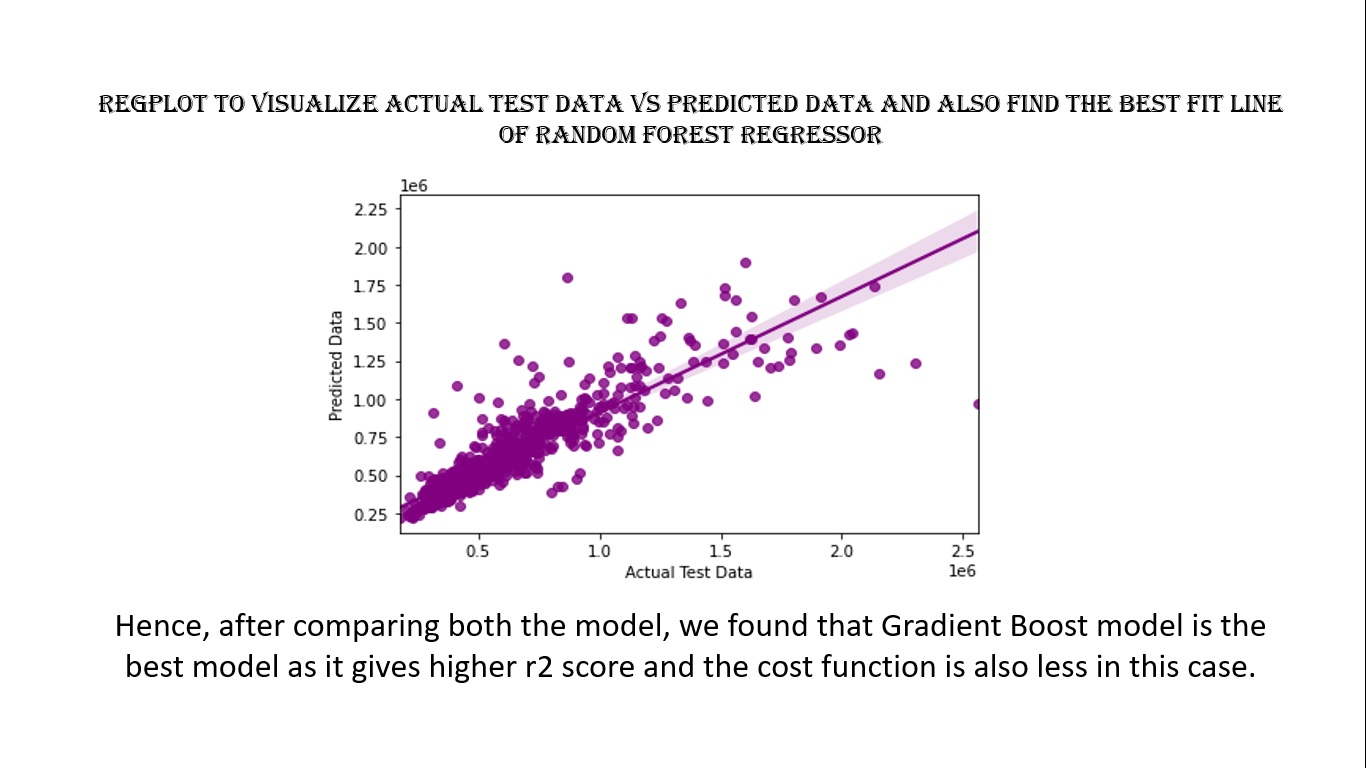 REGPLOT TO VISUALIZE ACTUAL TEST DATA VS PREDICTED DATA AND ALSO FIND THE BEST FIT LINE
OF RANDOM FOREST REGRESSOR
1e6
2.25
2.00
1.75
1.50
1.25
1.00
0.75
0.50
0.25
Predicted Data
0.5 1.0 1.5 2.0 2.5
Actual Test Data 1e6
Hence, after comparing both the model, we found that Gradient Boost model is the
best model as it gives higher r2 score and the cost function is also less in this case.